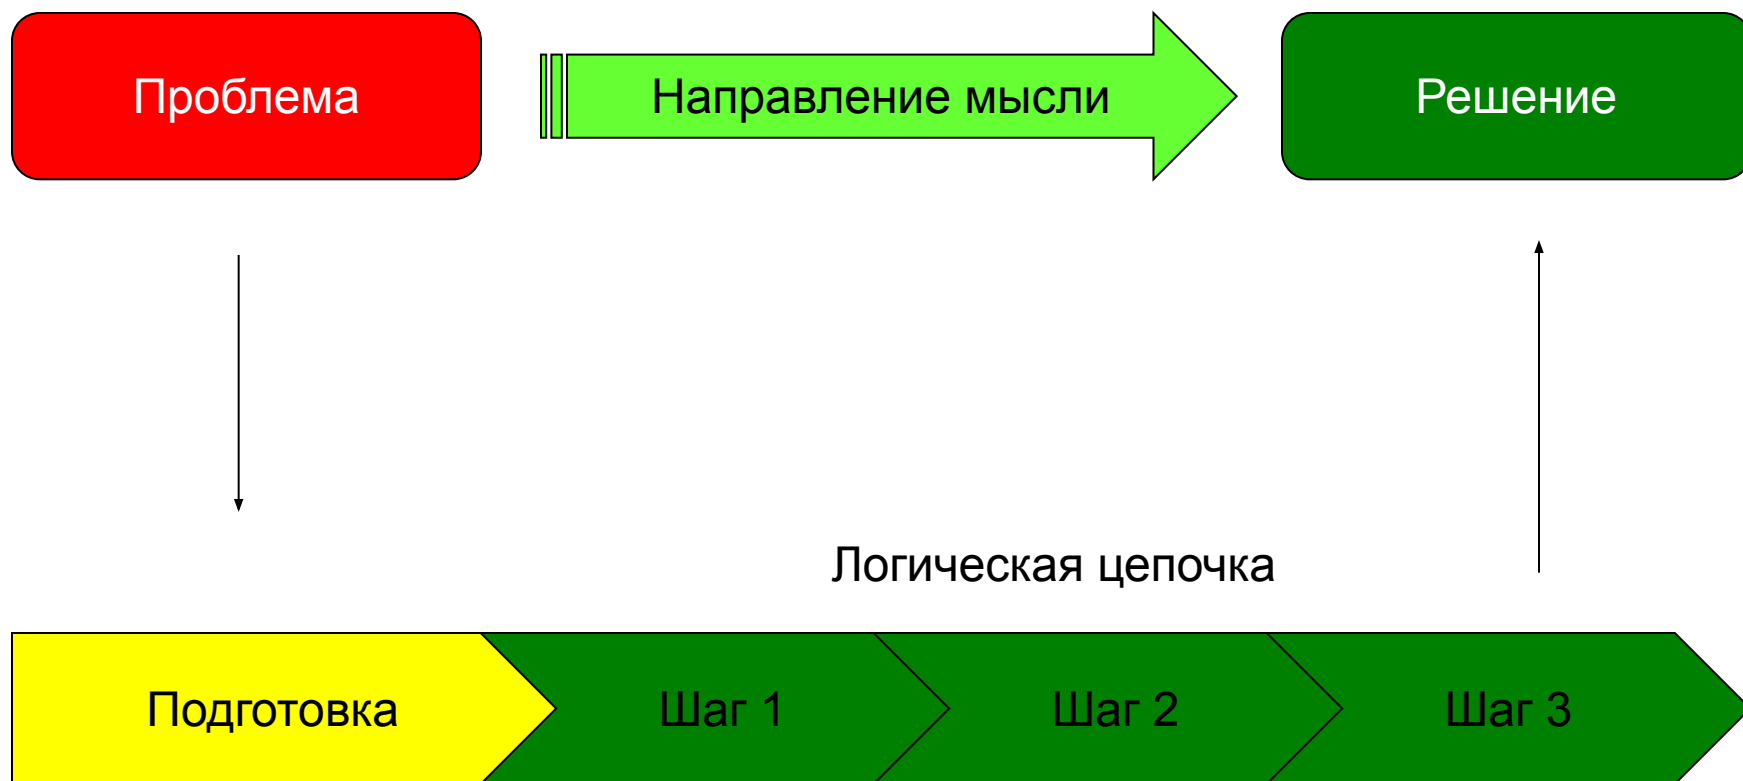 Проблема
Направление мысли
Решение
Логическая цепочка
Подготовка
Шаг 1
Шаг 2
Шаг 3